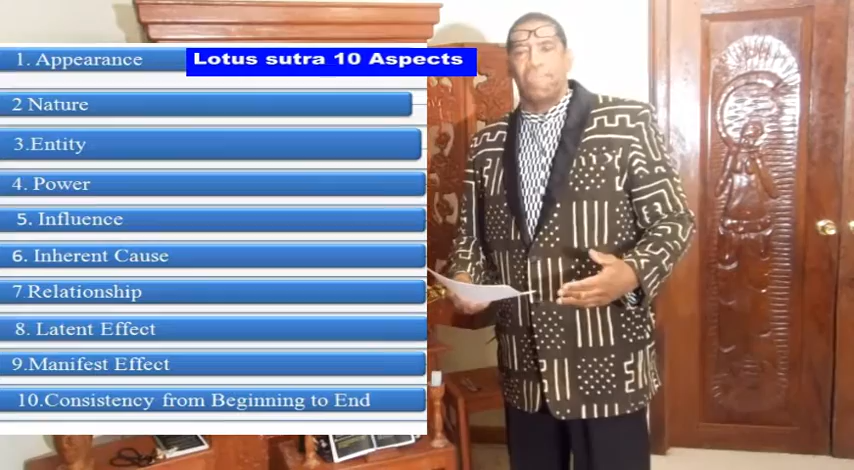 Lotus sutra 10 Aspects
1. Appearance
2 Nature
3.Entity
4. Power
5. Influence
6. Inherent Cause
7 Relationship
8. Latent Effect
9.Manifest Effect
10.Consistency from Beginning to End